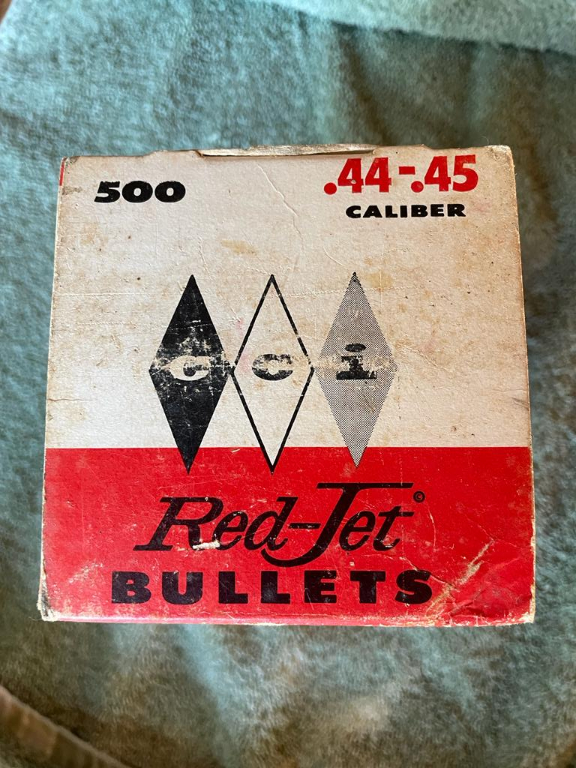 500
.44-.45
CALIBER
cci
Red-Jet©
BULLETS